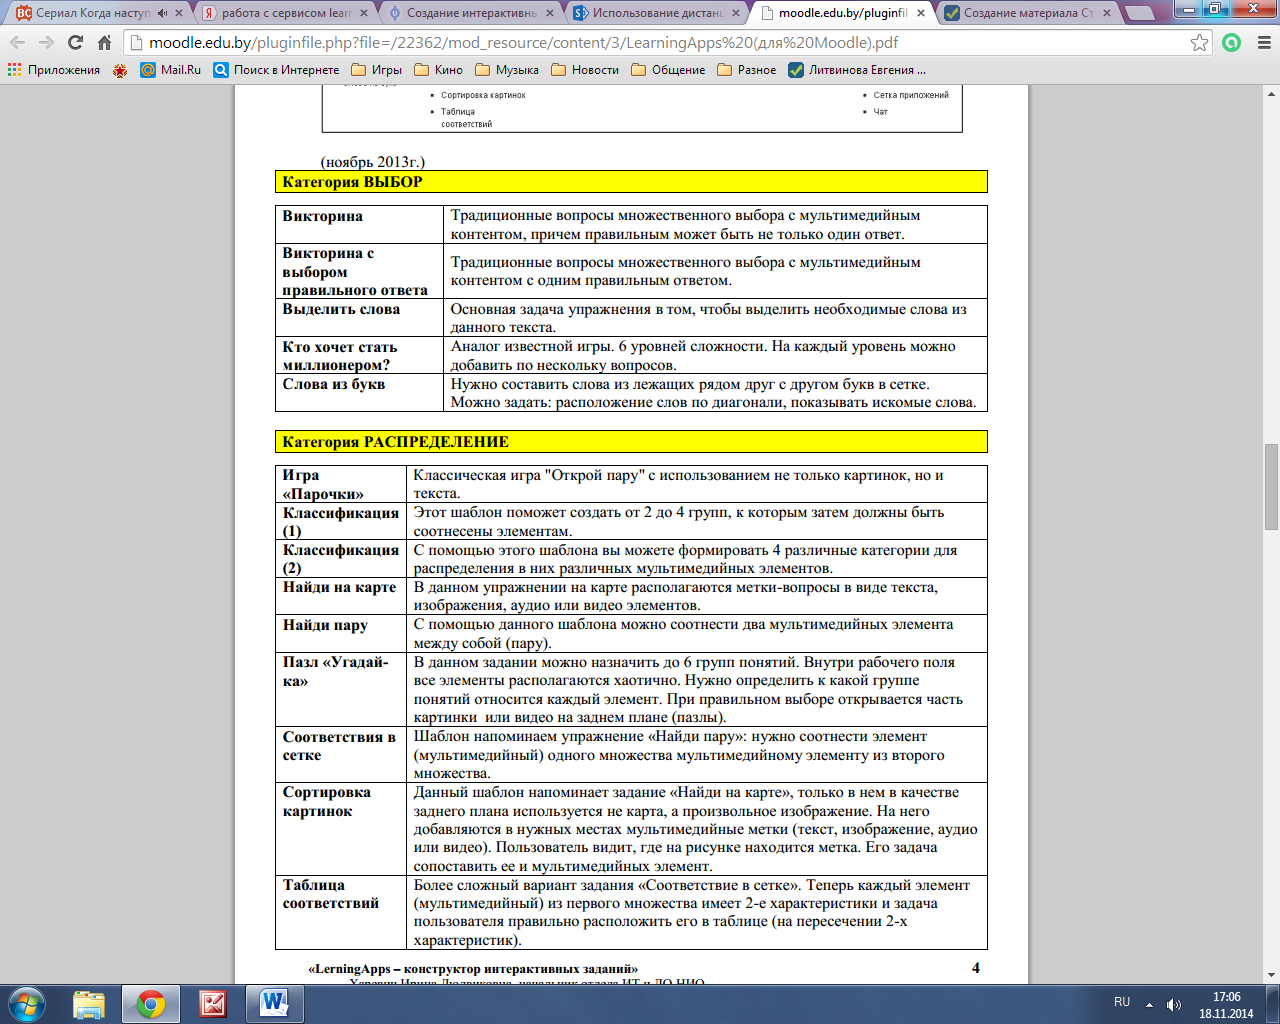 Сериал Когда наступ
работа с сервисом lear
Создание интерактивнь
Использование дистан
moodle.edu.by/pluginfil
Создание материала Ст
moodle.edu.by/pluginfile.php?file=/22362/mod_resource/content/3/LearningApps%20(для%20Moodle).pdf
Приложения
Mail.Ru
Поиск в Интернете
Игры
Кино
Музыка
Новости
Общение
Разное
Литвинова Евгения ...
Сортировка картинок
Таблица
соответствий
Сетка приложений
Чат
(ноябрь 2013г.)
Категория ВЫБОР
Викторина
Традиционные вопросы множественного выбора с мультимедийным
контентом, причем правильным может быть не только один ответ.
Викторина с
выбором
правильного ответа
Традиционные вопросы множественного выбора с мультимедийным
контентом с одним правильным ответом.
Выделить слова
Основная задача упражнения в том, чтобы выделить необходимые слова из
данного текста.
Кто хочет стать
миллионером?
Аналог известной игры. 6 уровней сложности. На каждый уровень можно
добавить по нескольку вопросов.
Слова из букв
Нужно составить слова из лежащих рядом друг с другом букв в сетке.
Можно задать: расположение слов по диагонали, показывать искомые слова.
Категория РАСПРЕДЕЛЕНИЕ
Игра
«Парочки»
Классическая игра "Открой пару" с использованием не только картинок, но и
текста.
Классификация
(1)
Этот шаблон поможет создать от 2 до 4 групп, к которым затем должны быть
соотнесены элементам.
Классификация
(2)
С помощью этого шаблона вы можете формировать 4 различные категории для
распределения в них различных мультимедийных элементов.
Найди на карте
В данном упражнении на карте располагаются метки-вопросы в виде текста,
изображения, аудио или видео элементов.
Найди пару
С помощью данного шаблона можно соотнести два мультимедийных элемента
между собой (пару).
Пазл «Угадай-
ка»
В данном задании можно назначить до 6 групп понятий. Внутри рабочего поля
все элементы располагаются хаотично. Нужно определить к какой группе
понятий относится каждый элемент. При правильном выборе открывается часть
картинки или видео на заднем плане (пазлы).
Соответствия в
сетке
Шаблон напоминаем упражнение «Найди пару»: нужно соотнести элемент
(мультимедийный) одного множества мультимедийному элементу из второго
множества.
Сортировка
картинок
Данный шаблон напоминает задание «Найди на карте», только в нем в качестве
заднего плана используется не карта, а произвольное изображение. На него
добавляются в нужных местах мультимедийные метки (текст, изображение, аудио
или видео). Пользователь видит, где на рисунке находится метка. Его задача
сопоставить ее и мультимедийных элемент.
Таблица
соответствий
Более сложный вариант задания «Соответствие в сетке». Теперь каждый элемент
(мультимедийный) из первого множества имеет 2-е характеристики и задача
пользователя правильно расположить его в таблице (на пересечении 2-х
характеристик).
«LerningApps – конструктор интерактивных заданий»
4
Харевич Ирина Людвиковна, начальник отдела ИТ и ДО НИО
RU
17:06
18.11.2014